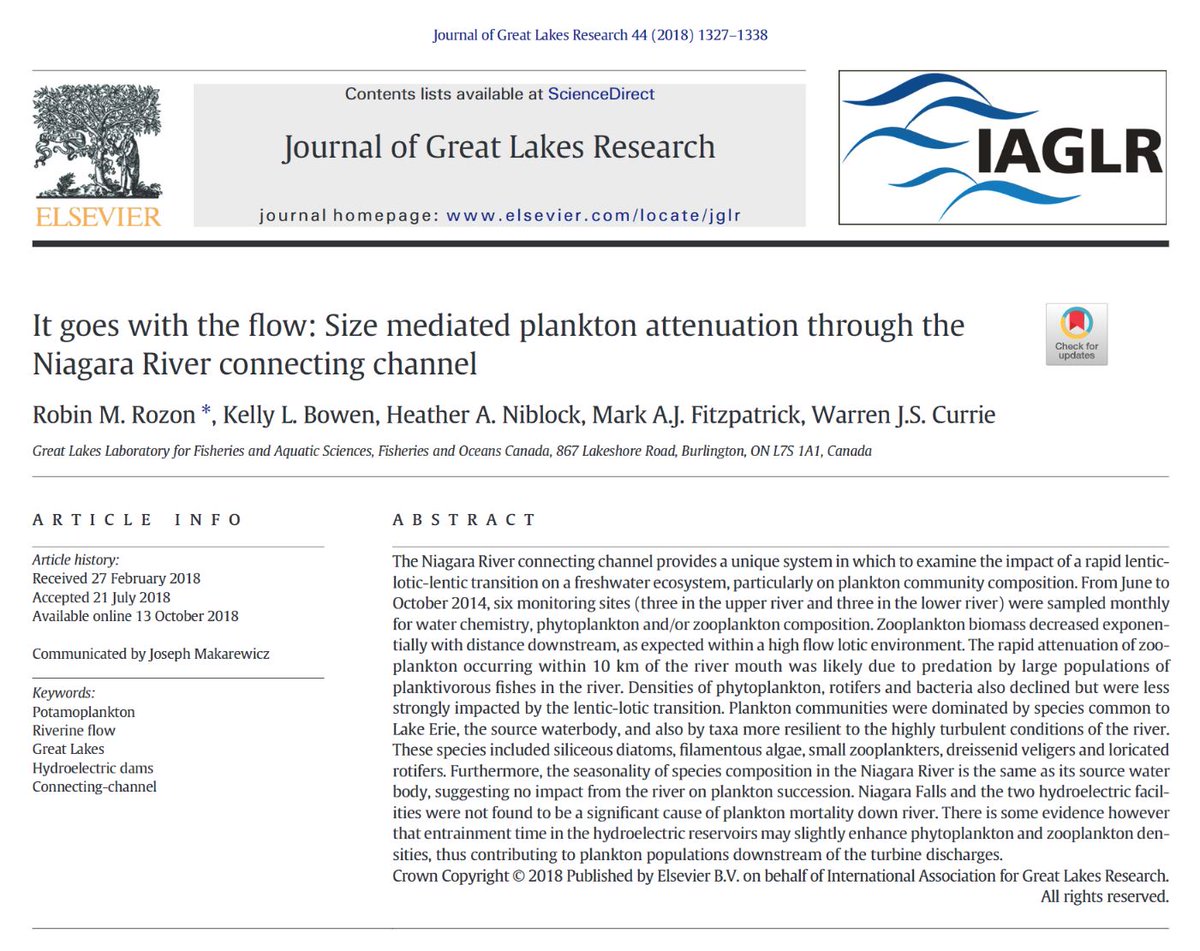 Journal of Great Lakes Research 44 (2018) 1327–1338
Contents lists available at ScienceDirect
Journal of Great Lakes Research
journal homepage: www.elsevier.com/locate/jglr
ELSEVIER
IAGLR
It goes with the flow: Size mediated plankton attenuation through the
Niagara River connecting channel
Check for
updates
Robin M. Rozon *, Kelly L. Bowen, Heather A. Niblock, Mark A.J. Fitzpatrick, Warren J.S. Currie
Great Lakes Laboratory for Fisheries and Aquatic Sciences, Fisheries and Oceans Canada, 867 Lakeshore Road, Burlington, ON L7S 1A1, Canada
ARTICLE INFO
Article history:
Received 27 February 2018
Accepted 21 July 2018
Available online 13 October 2018
Communicated by Joseph Makarewicz
Keywords:
Potamoplankton
Riverine flow
Great Lakes
Hydroelectric dams
Connecting-channel
ABSTRACT
The Niagara River connecting channel provides a unique system in which to examine the impact of a rapid lentic-
lotic-lentic transition on a freshwater ecosystem, particularly on plankton community composition. From June to
October 2014, six monitoring sites (three in the upper river and three in the lower river) were sampled monthly
for water chemistry, phytoplankton and/or zooplankton composition. Zooplankton biomass decreased exponen-
tially with distance downstream, as expected within a high flow lotic environment. The rapid attenuation of zoo-
plankton occurring within 10 km of the river mouth was likely due to predation by large populations of
planktivorous fishes in the river. Densities of phytoplankton, rotifers and bacteria also declined but were less
strongly impacted by the lentic-lotic transition. Plankton communities were dominated by species common to
Lake Erie, the source waterbody, and also by taxa more resilient to the highly turbulent conditions of the river.
These species included siliceous diatoms, filamentous algae, small zooplankters, dreissenid veligers and loricated
rotifers. Furthermore, the seasonality of species composition in the Niagara River is the same as its source water
body, suggesting no impact from the river on plankton succession. Niagara Falls and the two hydroelectric facil-
ities were not found to be a significant cause of plankton mortality down river. There is some evidence however
that entrainment time in the hydroelectric reservoirs may slightly enhance phytoplankton and zooplankton den-
sities, thus contributing to plankton populations downstream of the turbine discharges.
Crown Copyright © 2018 Published by Elsevier B.V. on behalf of International Association for Great Lakes Research.
All rights reserved.